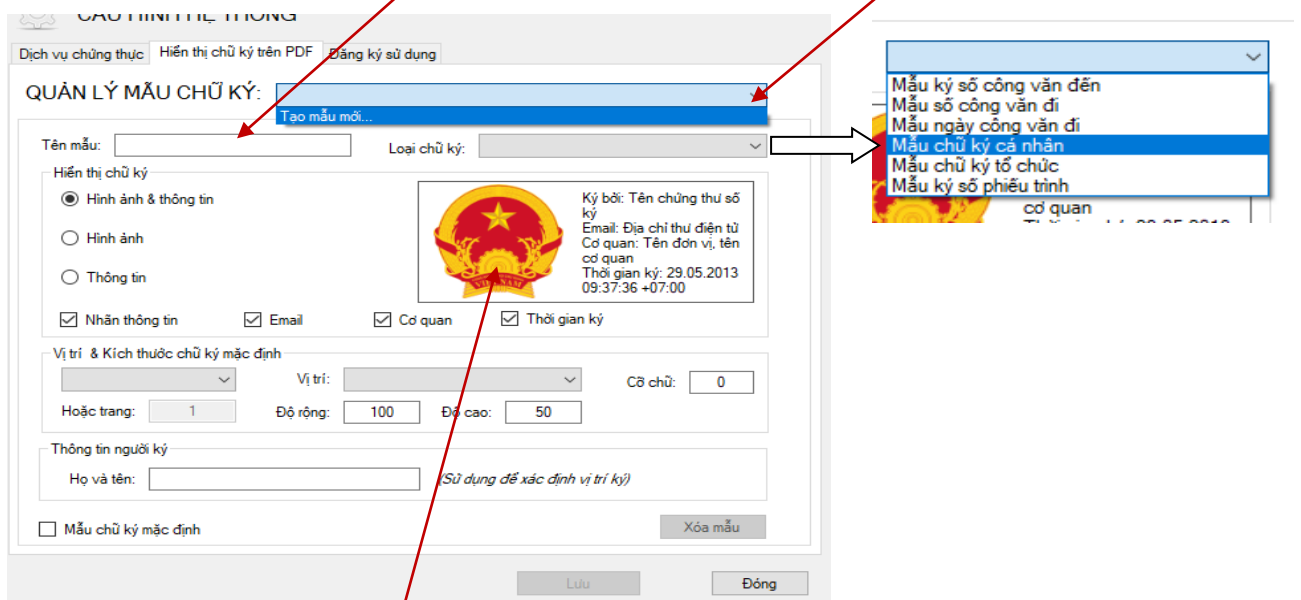 CẤU HÌNH HỆ THỐNG
Dịch vụ chứng thực
Hiển thị chữ ký trên PDF
Đăng ký sử dụng
QUẢN LÝ MẪU CHỮ KÝ:
Tạo mẫu mới...
Tên mẫu:
Loại chữ ký:
Hiển thị chữ ký
Hình ảnh & thông tin
Hình ảnh
Thông tin
VIỆT NAM
Ký bởi: Tên chứng thư số
ký
Email: Địa chỉ thư điện tử
Cơ quan: Tên đơn vị, tên
cơ quan
Thời gian ký: 29.05.2013
09:37:36 +07:00
Nhãn thông tin
Email
Cơ quan
Thời gian ký
Vị trí & Kích thước chữ ký mặc định
Vị trí:
Cỡ chữ: 0
Hoặc trang: 1
Độ rộng: 100
Độ cao: 50
Thông tin người ký
Họ và tên:
(Sử dụng để xác định vị trí ký)
Mẫu chữ ký mặc định
Xóa mẫu
Lưu
Đóng
Mẫu ký số công văn đến
Mẫu số công văn đi
Mẫu ngày công văn đi
Mẫu chữ ký cá nhân
Mẫu chữ ký tổ chức
Mẫu ký số phiếu trình
cơ quan